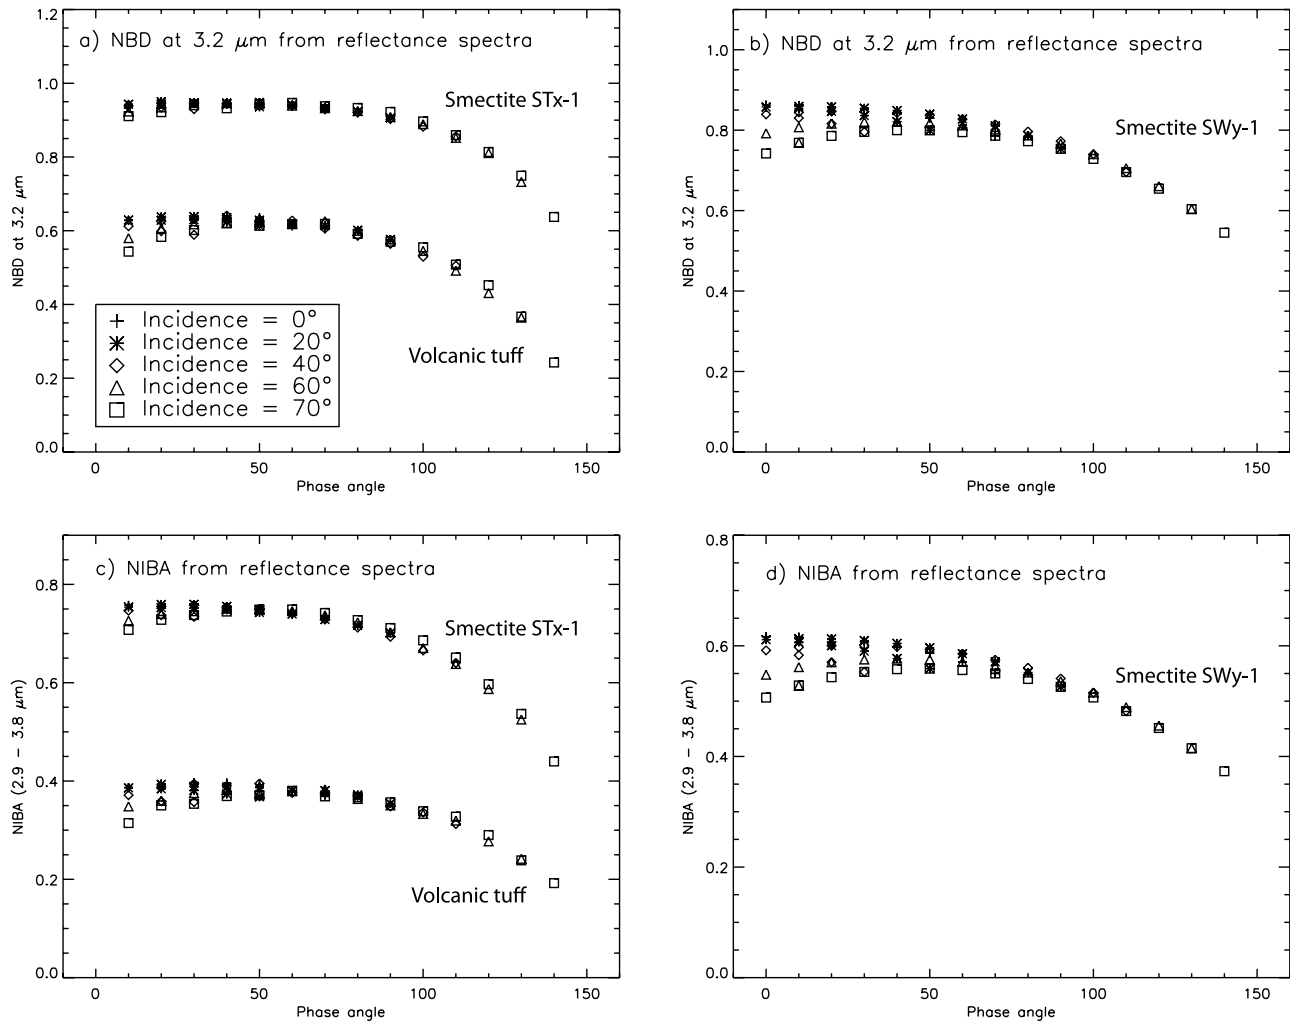 a) NBD at 3.2 μm from reflectance spectra
1.2
1.0
0.8
0.6
0.4
0.2
0.0
NBD at 3.2 μm
Smectite STx-1
Volcanic tuff
Incidence = 0°
Incidence = 20°
Incidence = 40°
Incidence = 60°
Incidence = 70°
0 50 100 150
Phase angle
b) NBD at 3.2 μm from reflectance spectra
1.0
0.8
0.6
0.4
0.2
0.0
NBD at 3.2 μm
Smectite SWy-1
0 50 100 150
Phase angle
c) NIBA from reflectance spectra
0.8
0.6
0.4
0.2
0.0
NIBA (2.9 - 3.8 μm)
Smectite STx-1
Volcanic tuff
0 50 100 150
Phase angle
d) NIBA from reflectance spectra
0.8
0.6
0.4
0.2
0.0
NIBA (2.9 - 3.8 μm)
Smectite SWy-1
0 50 100 150
Phase angle